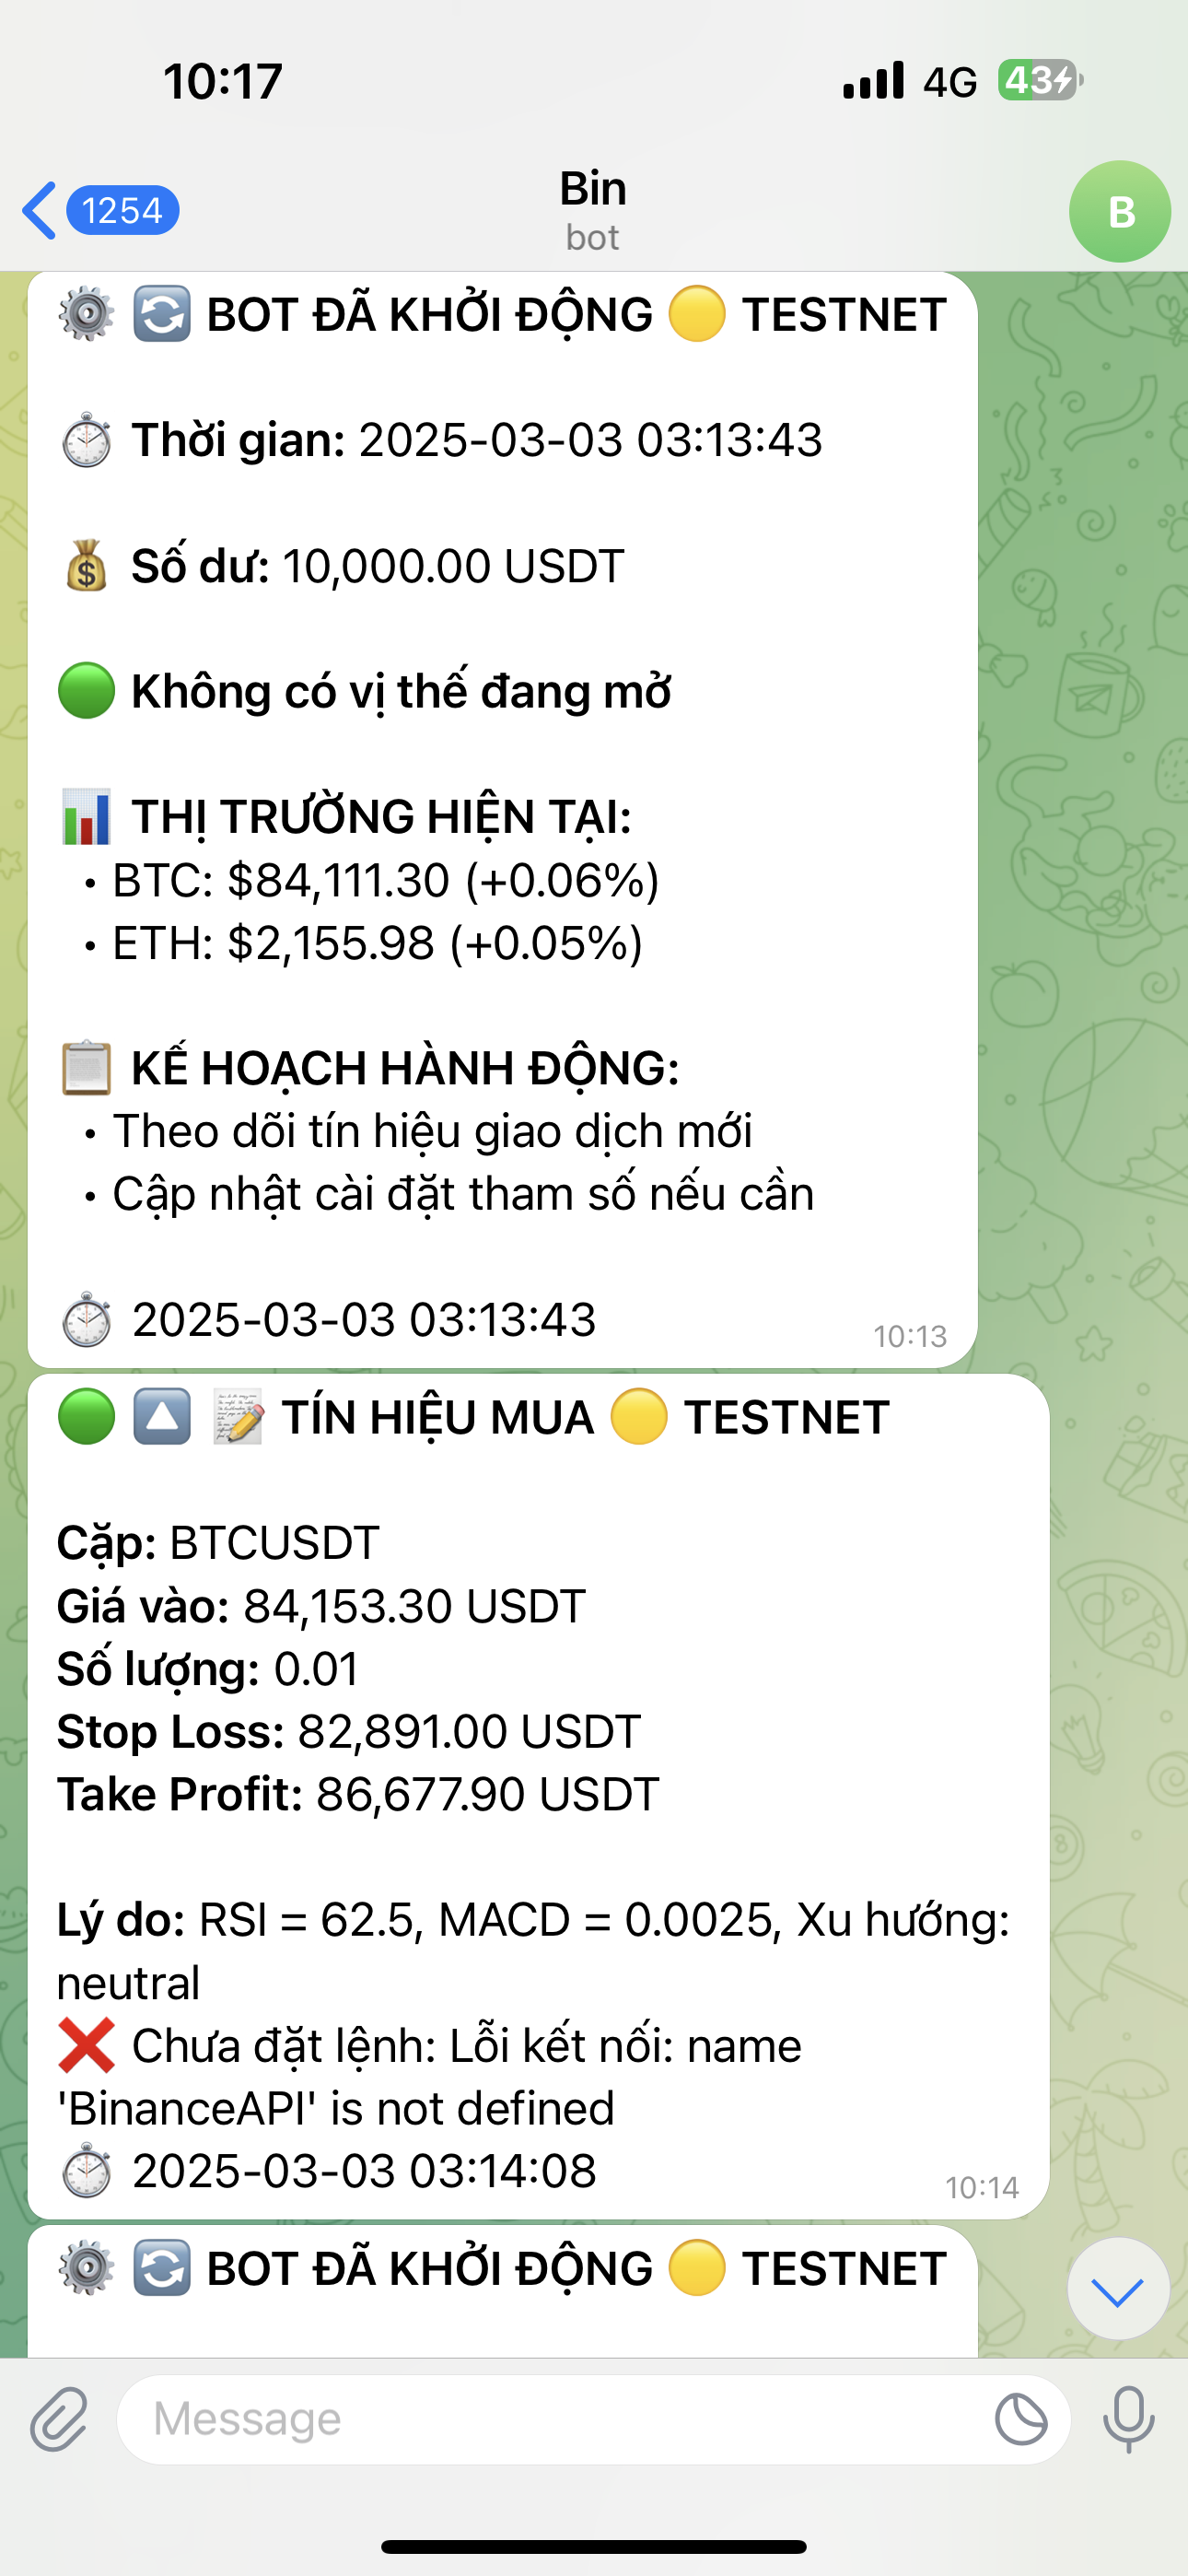 10:17
4G 43
1254
Bin
bot
B
BOT ĐÃ KHỞI ĐỘNG TESTNET
Thời gian: 2025-03-03 03:13:43
Số dư: 10,000.00 USDT
Không có vị thế đang mở
THỊ TRƯỜNG HIỆN TẠI:
• BTC: $84,111.30 (+0.06%)
• ETH: $2,155.98 (+0.05%)
KẾ HOẠCH HÀNH ĐỘNG:
• Theo dõi tín hiệu giao dịch mới
• Cập nhật cài đặt tham số nếu cần
2025-03-03 03:13:43
10:13
TÍN HIỆU MUA TESTNET
Cặp: BTCUSDT
Giá vào: 84,153.30 USDT
Số lượng: 0.01
Stop Loss: 82,891.00 USDT
Take Profit: 86,677.90 USDT
Lý do: RSI = 62.5, MACD = 0.0025, Xu hướng:
neutral
❌ Chưa đặt lệnh: Lỗi kết nối: name
'BinanceAPI' is not defined
2025-03-03 03:14:08
10:14
BOT ĐÃ KHỞI ĐỘNG TESTNET
Message